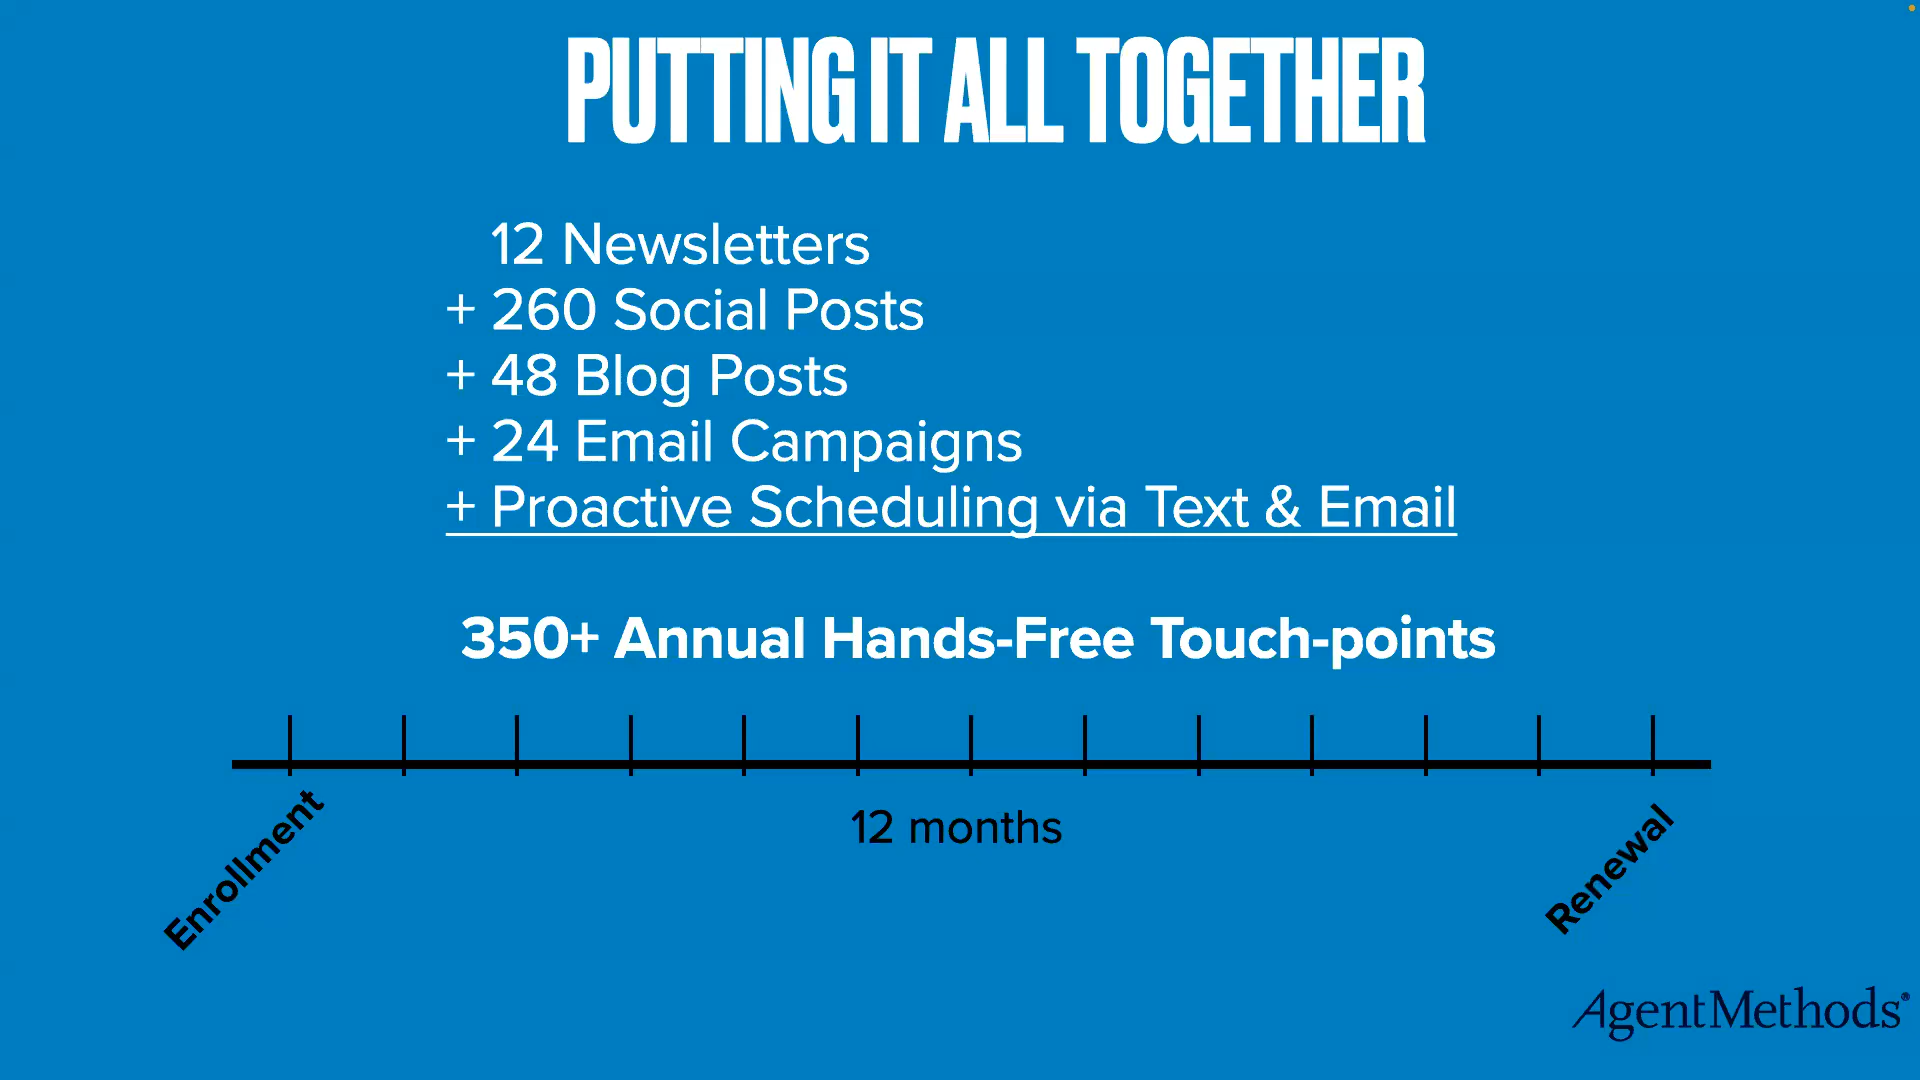 PUTTING IT ALL TOGETHER
12 Newsletters
+ 260 Social Posts
+ 48 Blog Posts
+ 24 Email Campaigns
+ Proactive Scheduling via Text & Email
350+ Annual Hands-Free Touch-points
Enrollment
12 months
Renewal
AgentMethods®